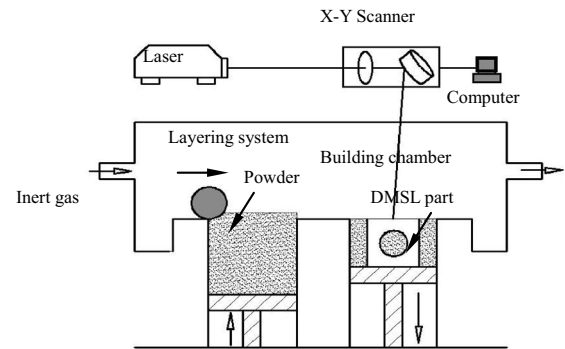 X-Y Scanner
Laser
Computer
Layering system
Building chamber
Powder
Inert gas
DMSL part